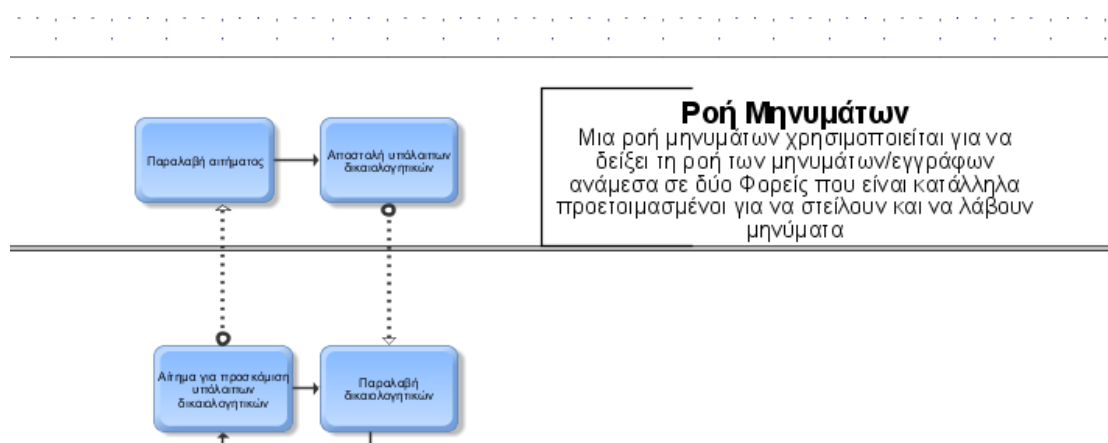 Ροή Μηνυμάτων
Μια ροή μηνυμάτων χρησιμοποιείται για να
δείξει τη ροή των μηνυμάτων/εγγράφων
ανάμεσα σε δύο Φορείς που είναι κατάλληλα
προετοιμασμένοι για να στείλουν και να λάβουν
μηνύματα
Παραλαβή αιτήματος
Αποστολή υπόλοιπων
δικαιολογητικών
Αίτημα για προσκόμιση
υπόλοιπων
δικαιολογητικών
Παραλαβή
δικαιολογητικών